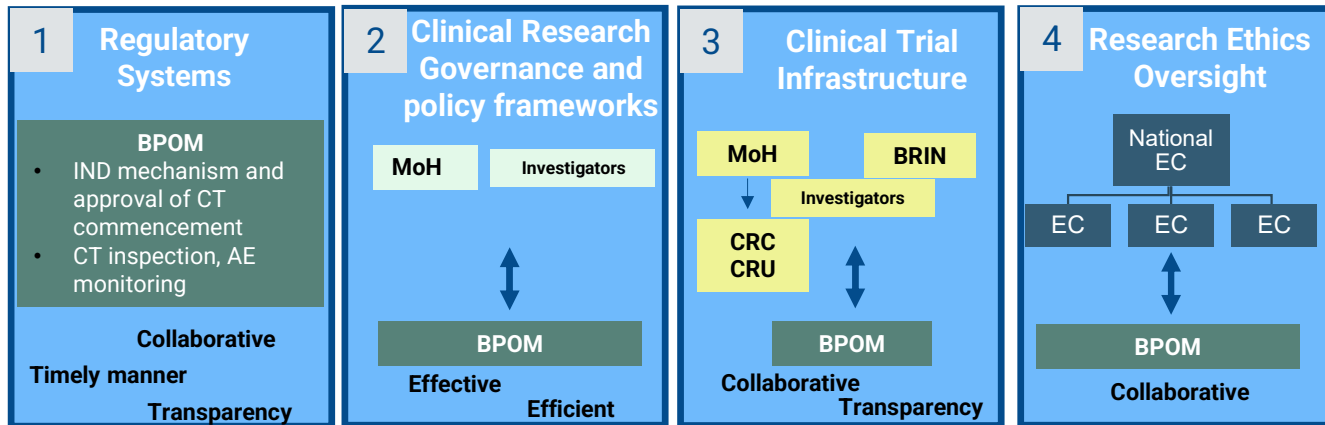 1
Regulatory
Systems
BPOM
• IND mechanism and
approval of CT
commencement
• CT inspection, AE
monitoring
Collaborative
Timely manner
Transparency
2
Clinical Research
Governance and
policy frameworks
MoH
Investigators
BPOM
Effective
Efficient
3
Clinical Trial
Infrastructure
MoH
BRIN
Investigators
CRC
CRU
BPOM
Collaborative
Transparency
4
Research Ethics
Oversight
National
EC
EC
EC
EC
BPOM
Collaborative